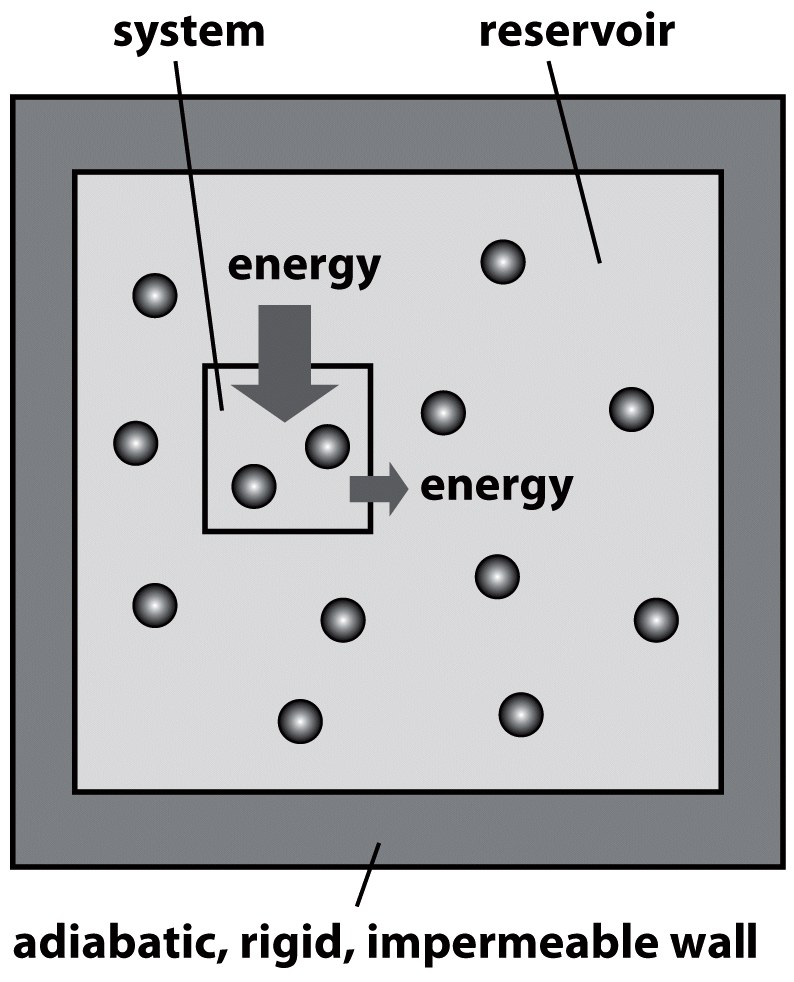 system
reservoir
energy
energy
adiabatic, rigid, impermeable wall